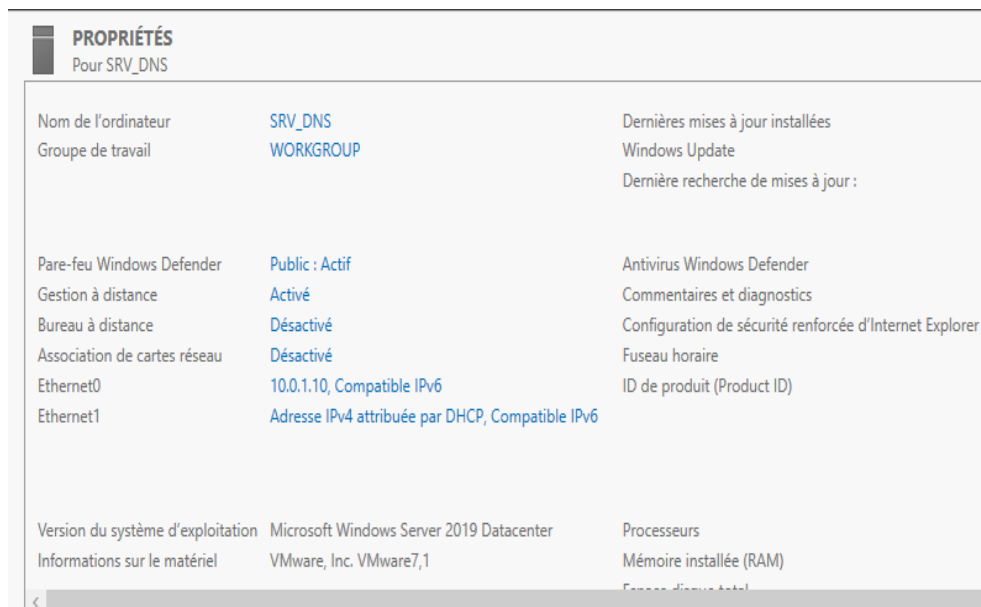 PROPRIÉTÉS
Pour SRV_DNS
Nom de l'ordinateur SRV_DNS Dernières mises à jour installées
Groupe de travail WORKGROUP Windows Update
Dernière recherche de mises à jour :
Pare-feu Windows Defender Public : Actif Antivirus Windows Defender
Gestion à distance Activé Commentaires et diagnostics
Bureau à distance Désactivé Configuration de sécurité renforcée d'Internet Explorer
Association de cartes réseau Désactivé Fuseau horaire
Ethernet0 10.0.1.10, Compatible IPv6 ID de produit (Product ID)
Ethernet1 Adresse IPv4 attribuée par DHCP, Compatible IPv6
Version du système d'exploitation Microsoft Windows Server 2019 Datacenter Processeurs
Informations sur le matériel VMware, Inc. VMware7,1 Mémoire installée (RAM)
Espace disque total